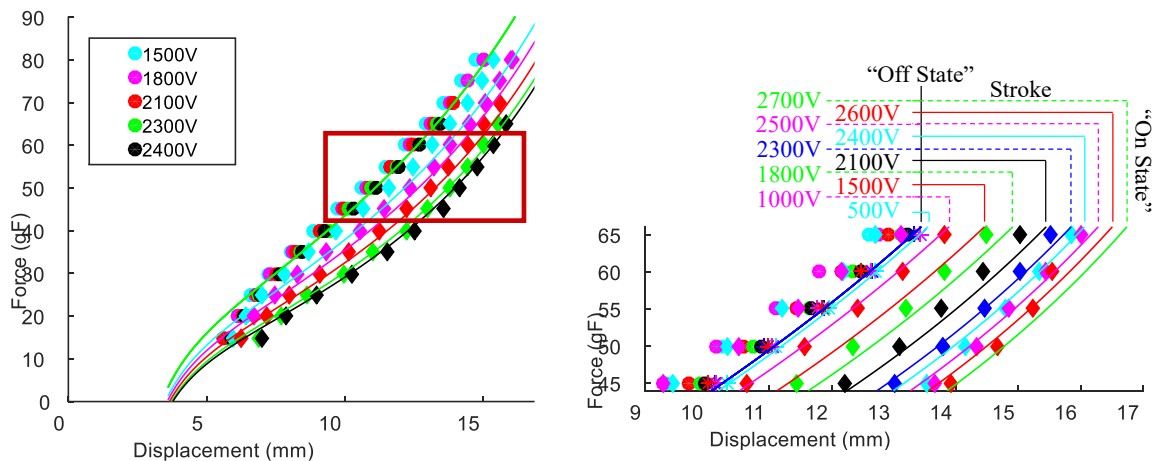 90
80
70
60
50
40
30
20
10
0
Force (gF)
1500V
1800V
2100V
2300V
2400V
0
5
10
15
Displacement (mm)
“Off State”
Stroke
“On State”
2700V
2600V
2500V
2400V
2300V
2100V
1800V
1500V
1000V
500V
65
60
55
50
45
Force (gF)
9
10
11
12
13
14
15
16
17
Displacement (mm)